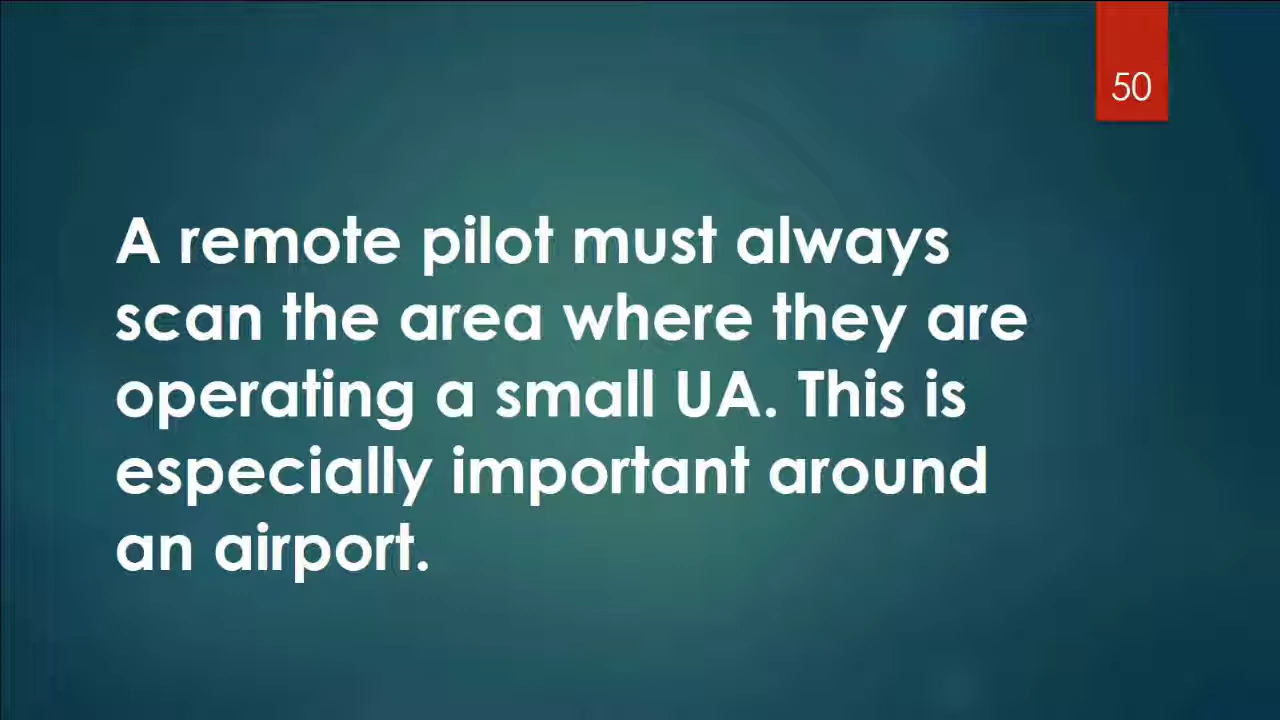 50
A remote pilot must always
scan the area where they are
operating a small UA. This is
especially important around
an airport.